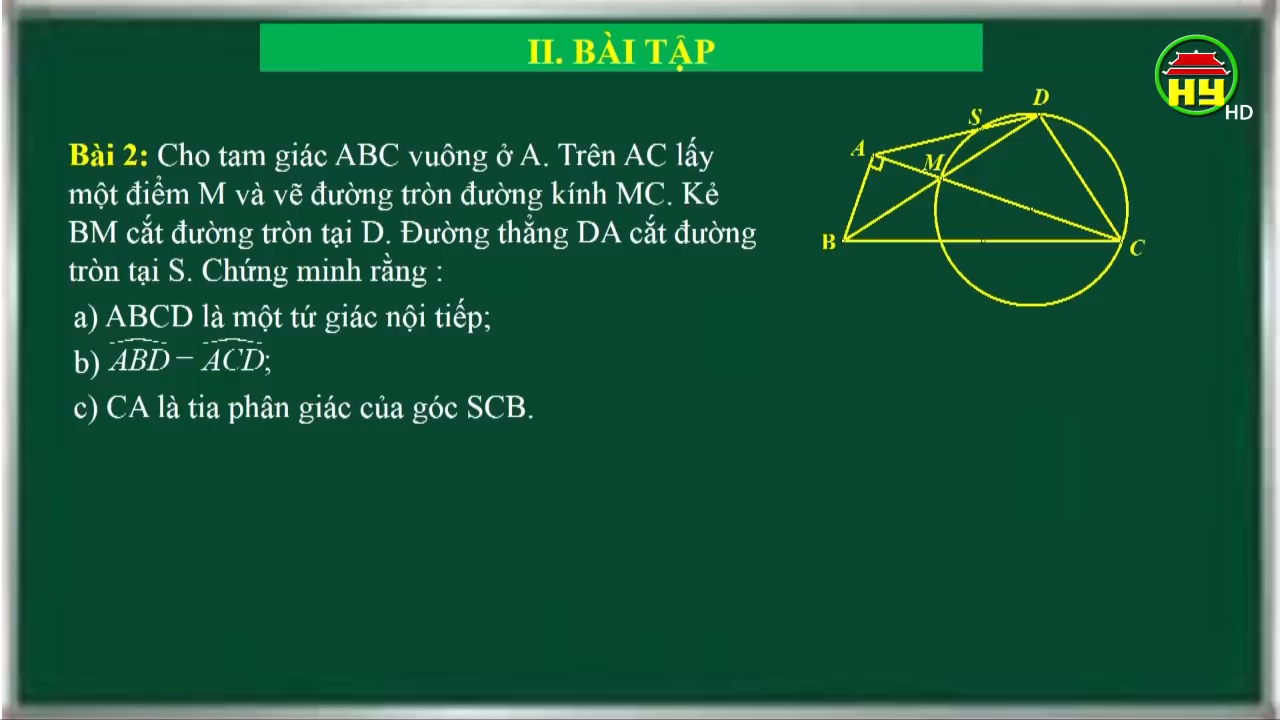 II. BÀI TẬP
HY
HD
Bài 2: Cho tam giác ABC vuông ở A. Trên AC lấy
một điểm M và vẽ đường tròn đường kính MC. Kẻ
BM cắt đường tròn tại D. Đường thẳng DA cắt đường
tròn tại S. Chứng minh rằng :
a) ABCD là một tứ giác nội tiếp;
b) ABD − ACD;
c) CA là tia phân giác của góc SCB.
D
S
A
M
B
C